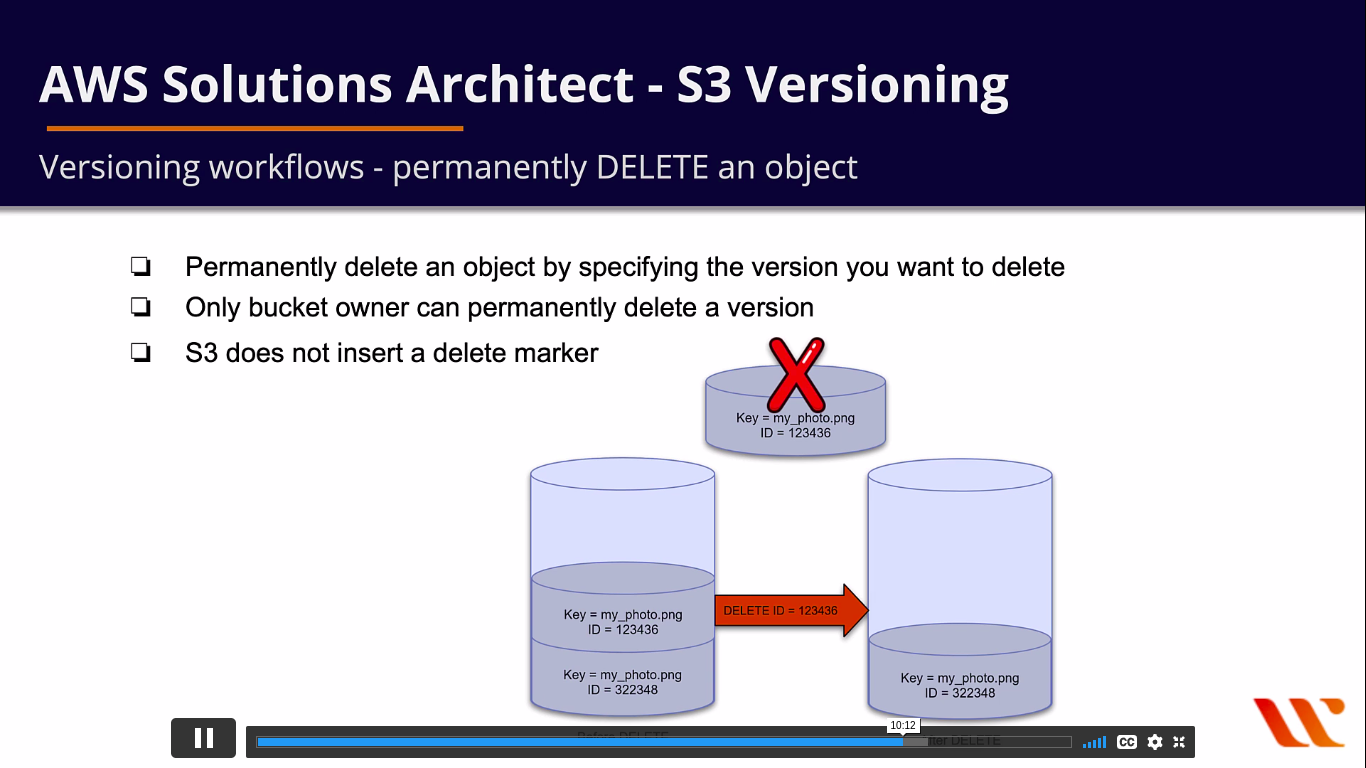 AWS Solutions Architect - S3 Versioning
Versioning workflows - permanently DELETE an object
Permanently delete an object by specifying the version you want to delete
Only bucket owner can permanently delete a version
S3 does not insert a delete marker
Key = my_photo.png
ID = 123436
Key = my_photo.png
ID = 123436
DELETE ID = 123436
Key = my_photo.png
ID = 322348
Key = my_photo.png
ID = 322348
10:12
Before DELETE
After DELETE
CC